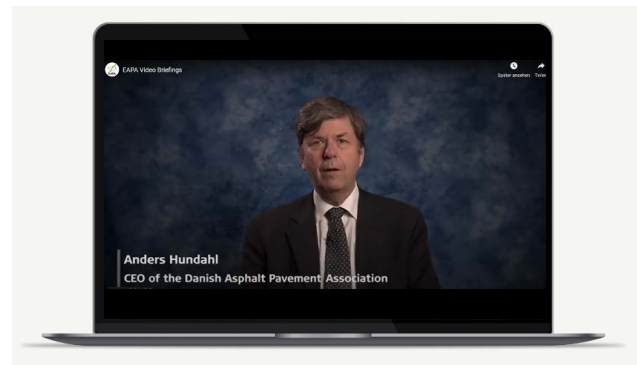 EAPA Video Briefings
Später ansehen
Teilen
Anders Hundahl
CEO of the Danish Asphalt Pavement Association